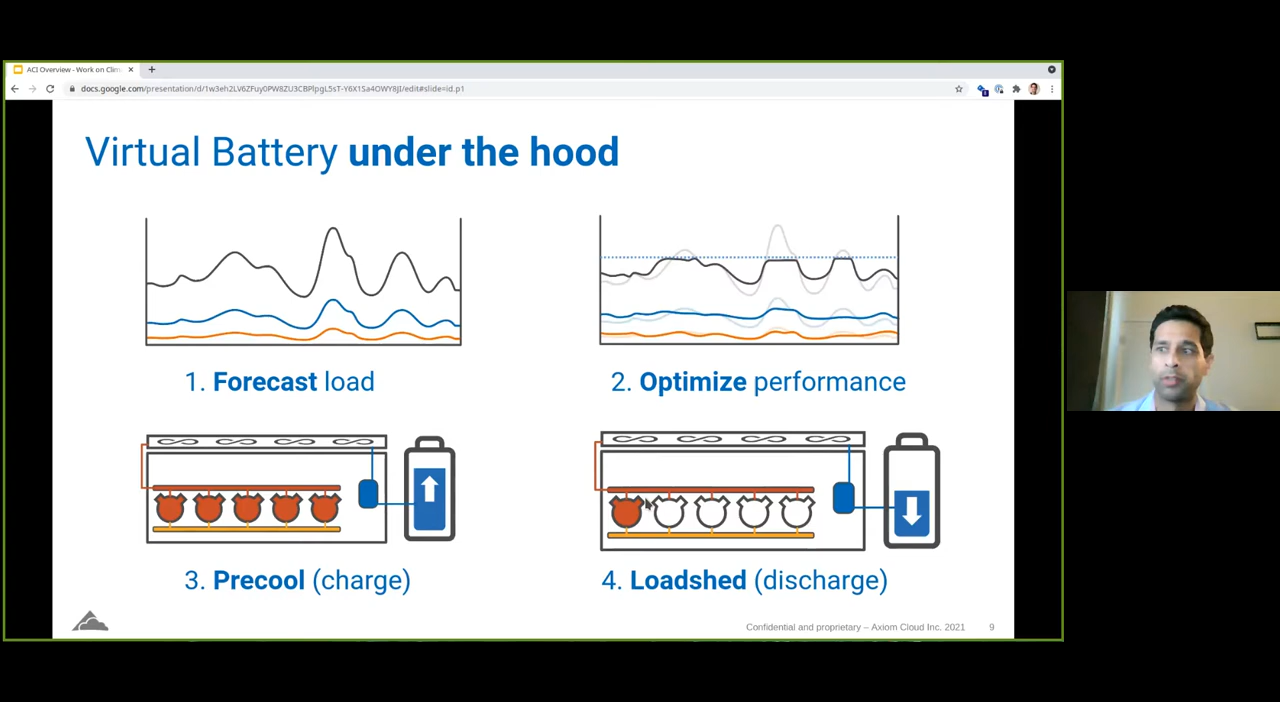 ACI Overview - Work on Clim
docs.google.com/presentation/d/1w3eh2LV6ZFuy0PW8ZU3CBPlpgL5sT-Y6X1Sa4OWY8JI/edit#slide=id.p1
Virtual Battery under the hood
1. Forecast load
2. Optimize performance
3. Precool (charge)
4. Loadshed (discharge)
Confidential and proprietary – Axiom Cloud Inc. 2021 9